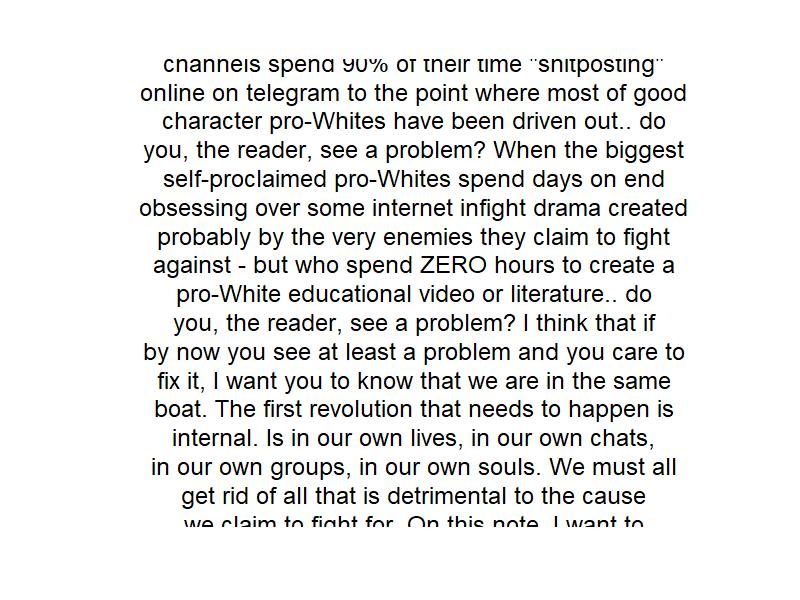 channels spend 90% of their time "shitposting"
online on telegram to the point where most of good
character pro-Whites have been driven out.. do
you, the reader, see a problem? When the biggest
self-proclaimed pro-Whites spend days on end
obsessing over some internet infight drama created
probably by the very enemies they claim to fight
against - but who spend ZERO hours to create a
pro-White educational video or literature.. do
you, the reader, see a problem? I think that if
by now you see at least a problem and you care to
fix it, I want you to know that we are in the same
boat. The first revolution that needs to happen is
internal. Is in our own lives, in our own chats,
in our own groups, in our own souls. We must all
get rid of all that is detrimental to the cause
we claim to fight for. On this note, I want to